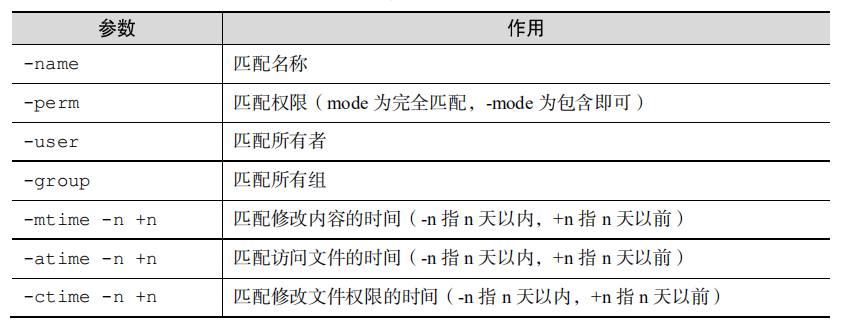 参数 作用
-name 匹配名称
-perm 匹配权限（mode 为完全匹配，-mode 为包含即可）
-user 匹配所有者
-group 匹配所有组
-mtime -n +n 匹配修改内容的时间（-n 指 n 天以内，+n 指 n 天以前）
-atime -n +n 匹配访问文件的时间（-n 指 n 天以内，+n 指 n 天以前）
-ctime -n +n 匹配修改文件权限的时间（-n 指 n 天以内，+n 指 n 天以前）